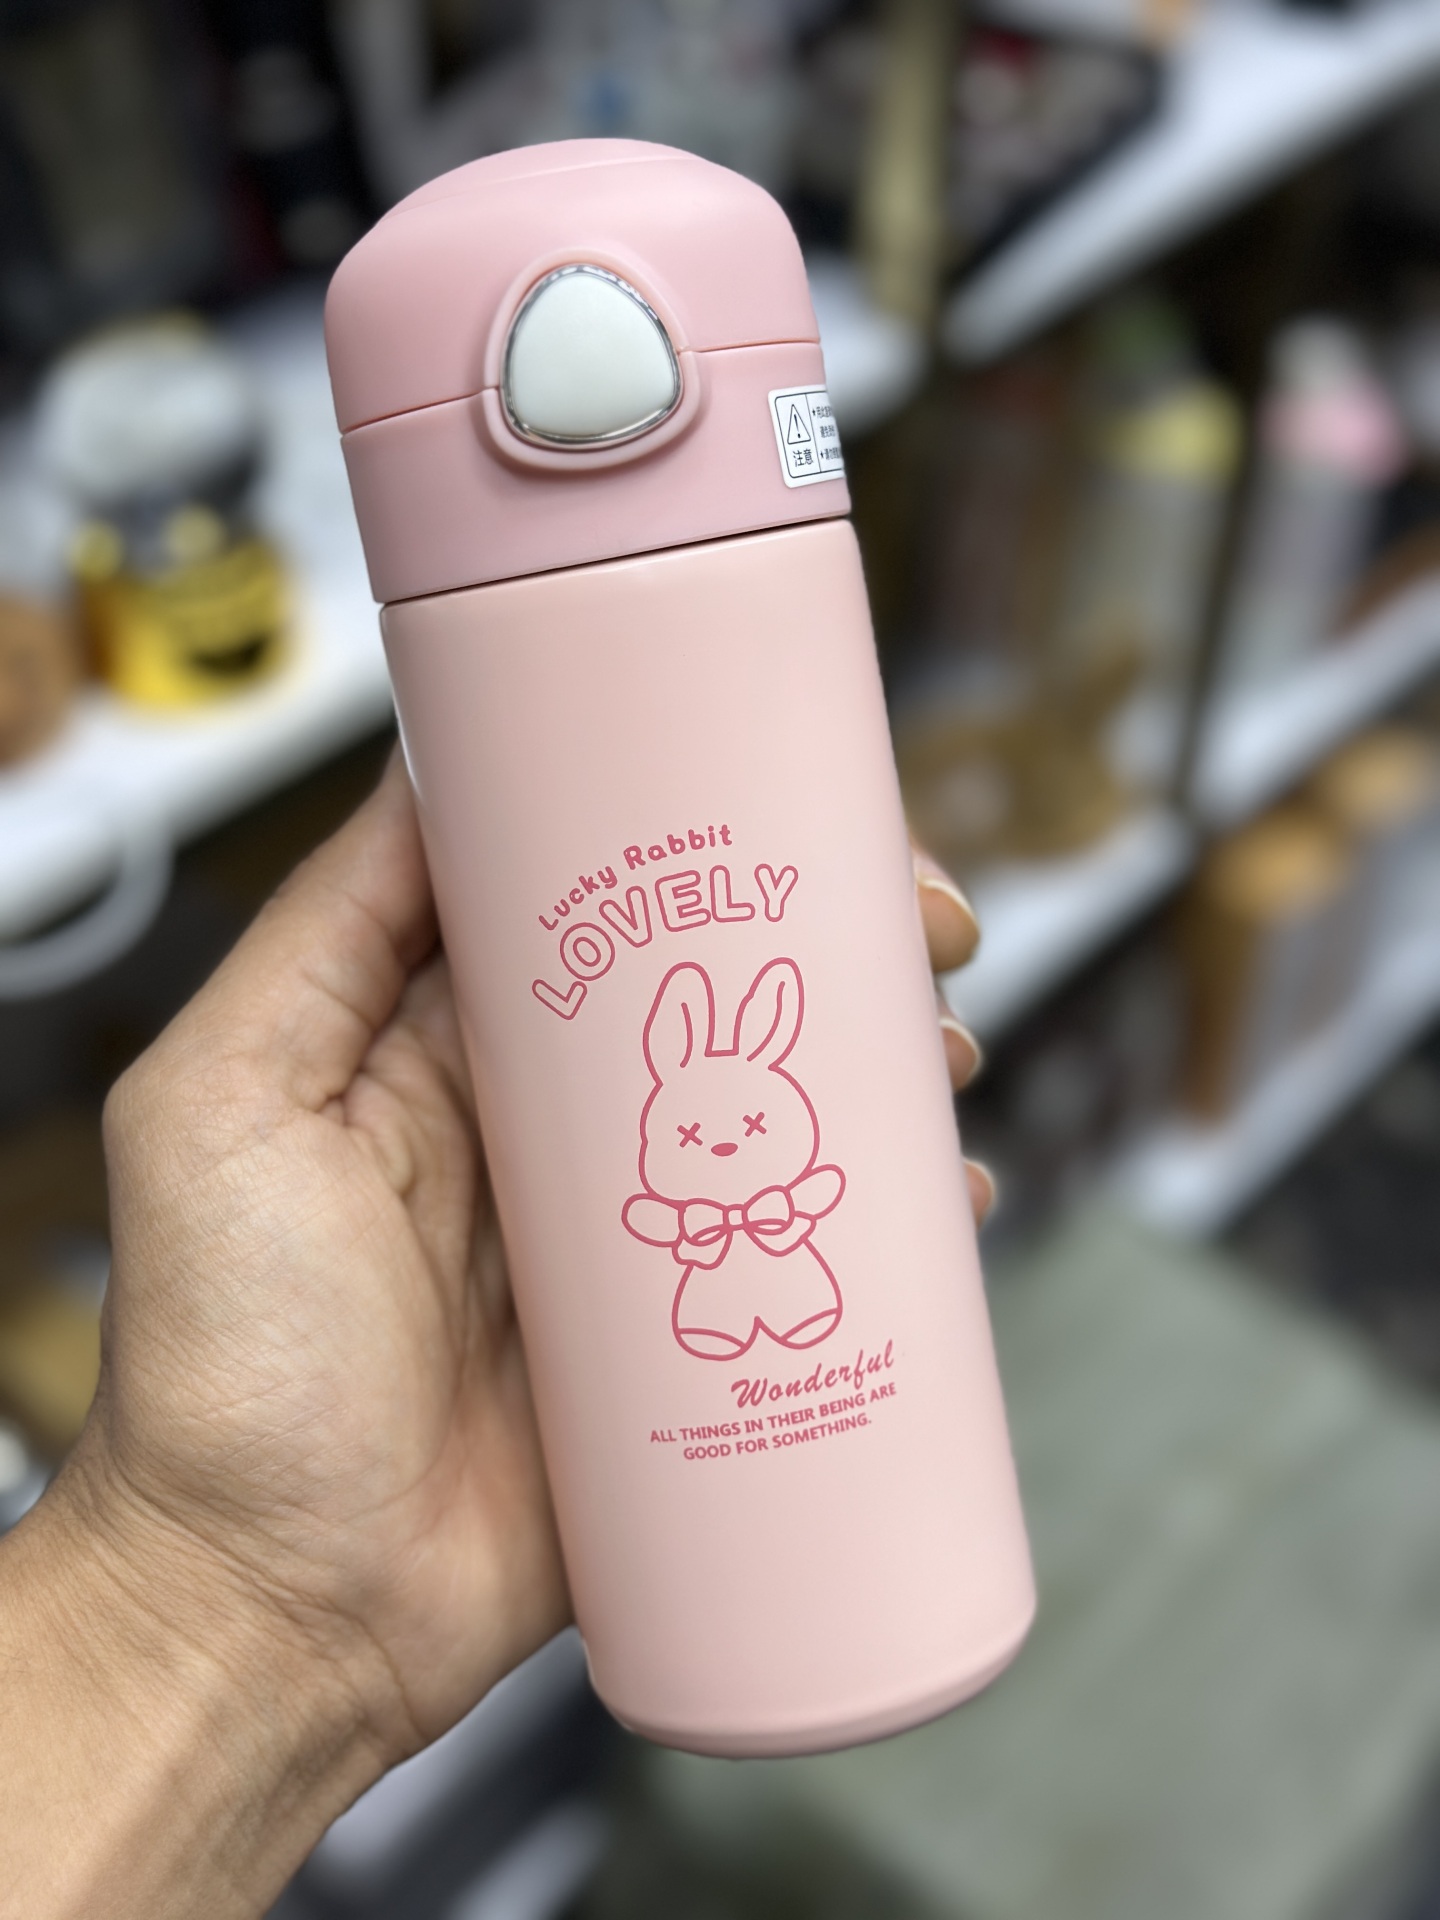 注意
Lucky Rabbit
LOVELY
Wonderful
ALL THINGS IN THEIR BEING ARE
GOOD FOR SOMETHING.